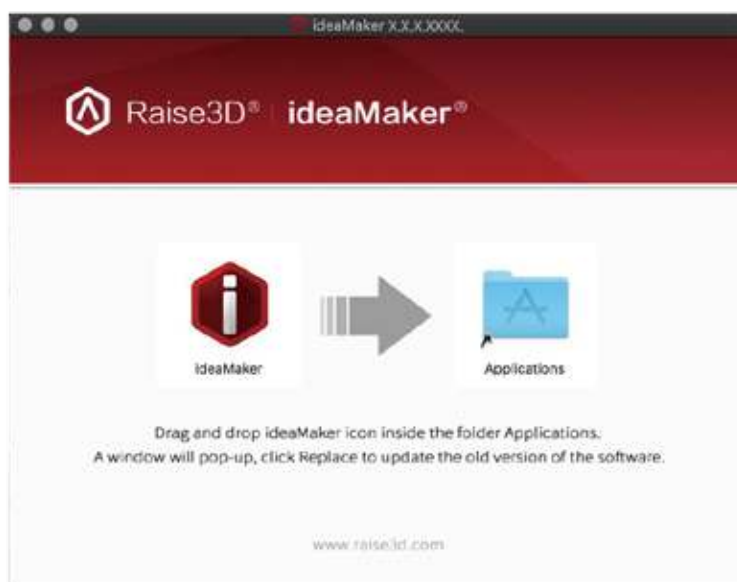 ideaMaker X.X.X.XXXX.
Raise3D® | ideaMaker®
ideaMaker
Applications
Drag and drop ideaMaker icon inside the folder Applications.
A window will pop-up, click Replace to update the old version of the software.
www.raise3d.com